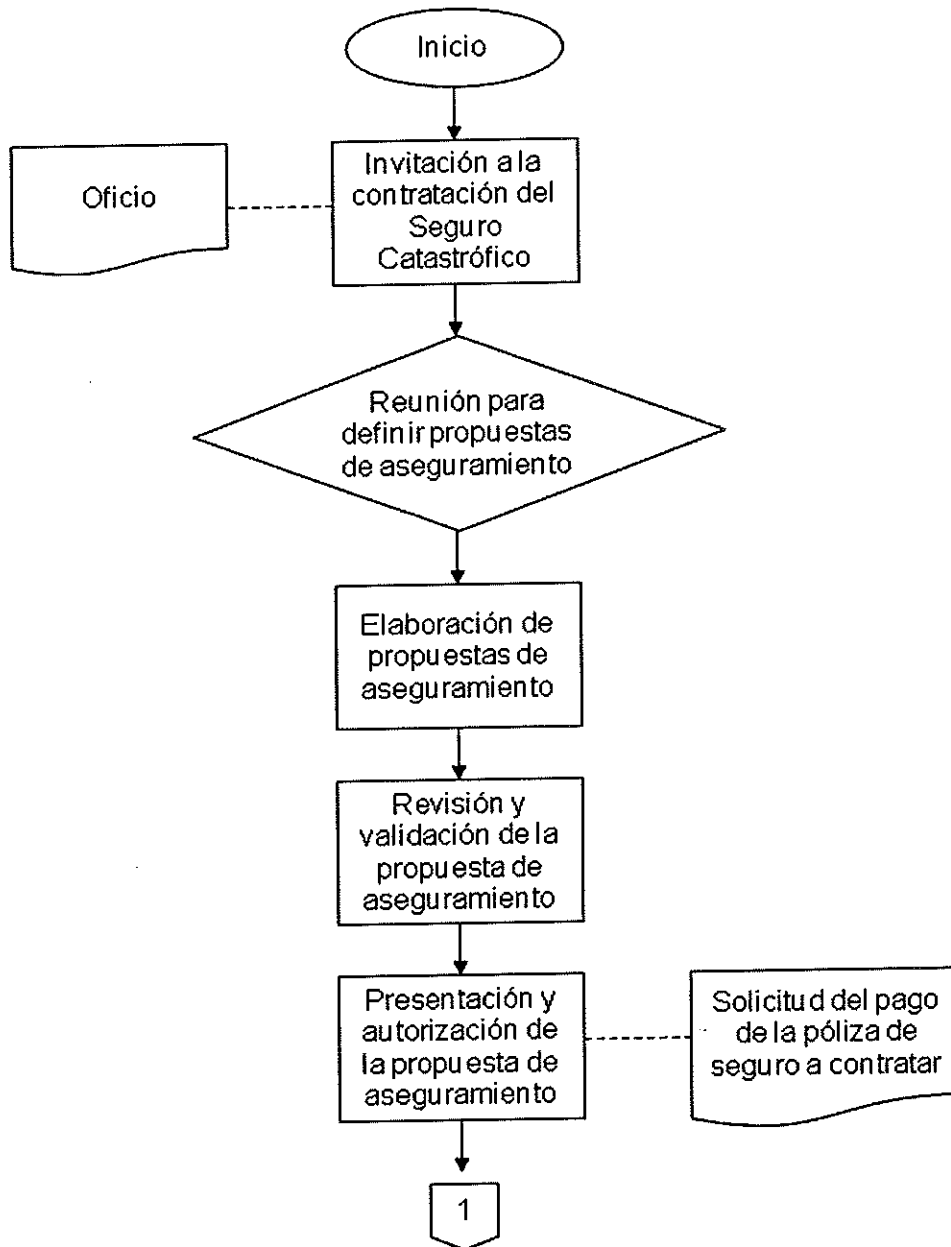 Inicio
Oficio
Invitación a la
contratación del
Seguro
Catastrófico
Reunión para
definir propuestas
de aseguramiento
Elaboración de
propuestas de
aseguramiento
Revisión y
validación de la
propuesta de
aseguramiento
Presentación y
autorización de
la propuesta de
aseguramiento
Solicitud del pago
de la póliza de
seguro a contratar
1